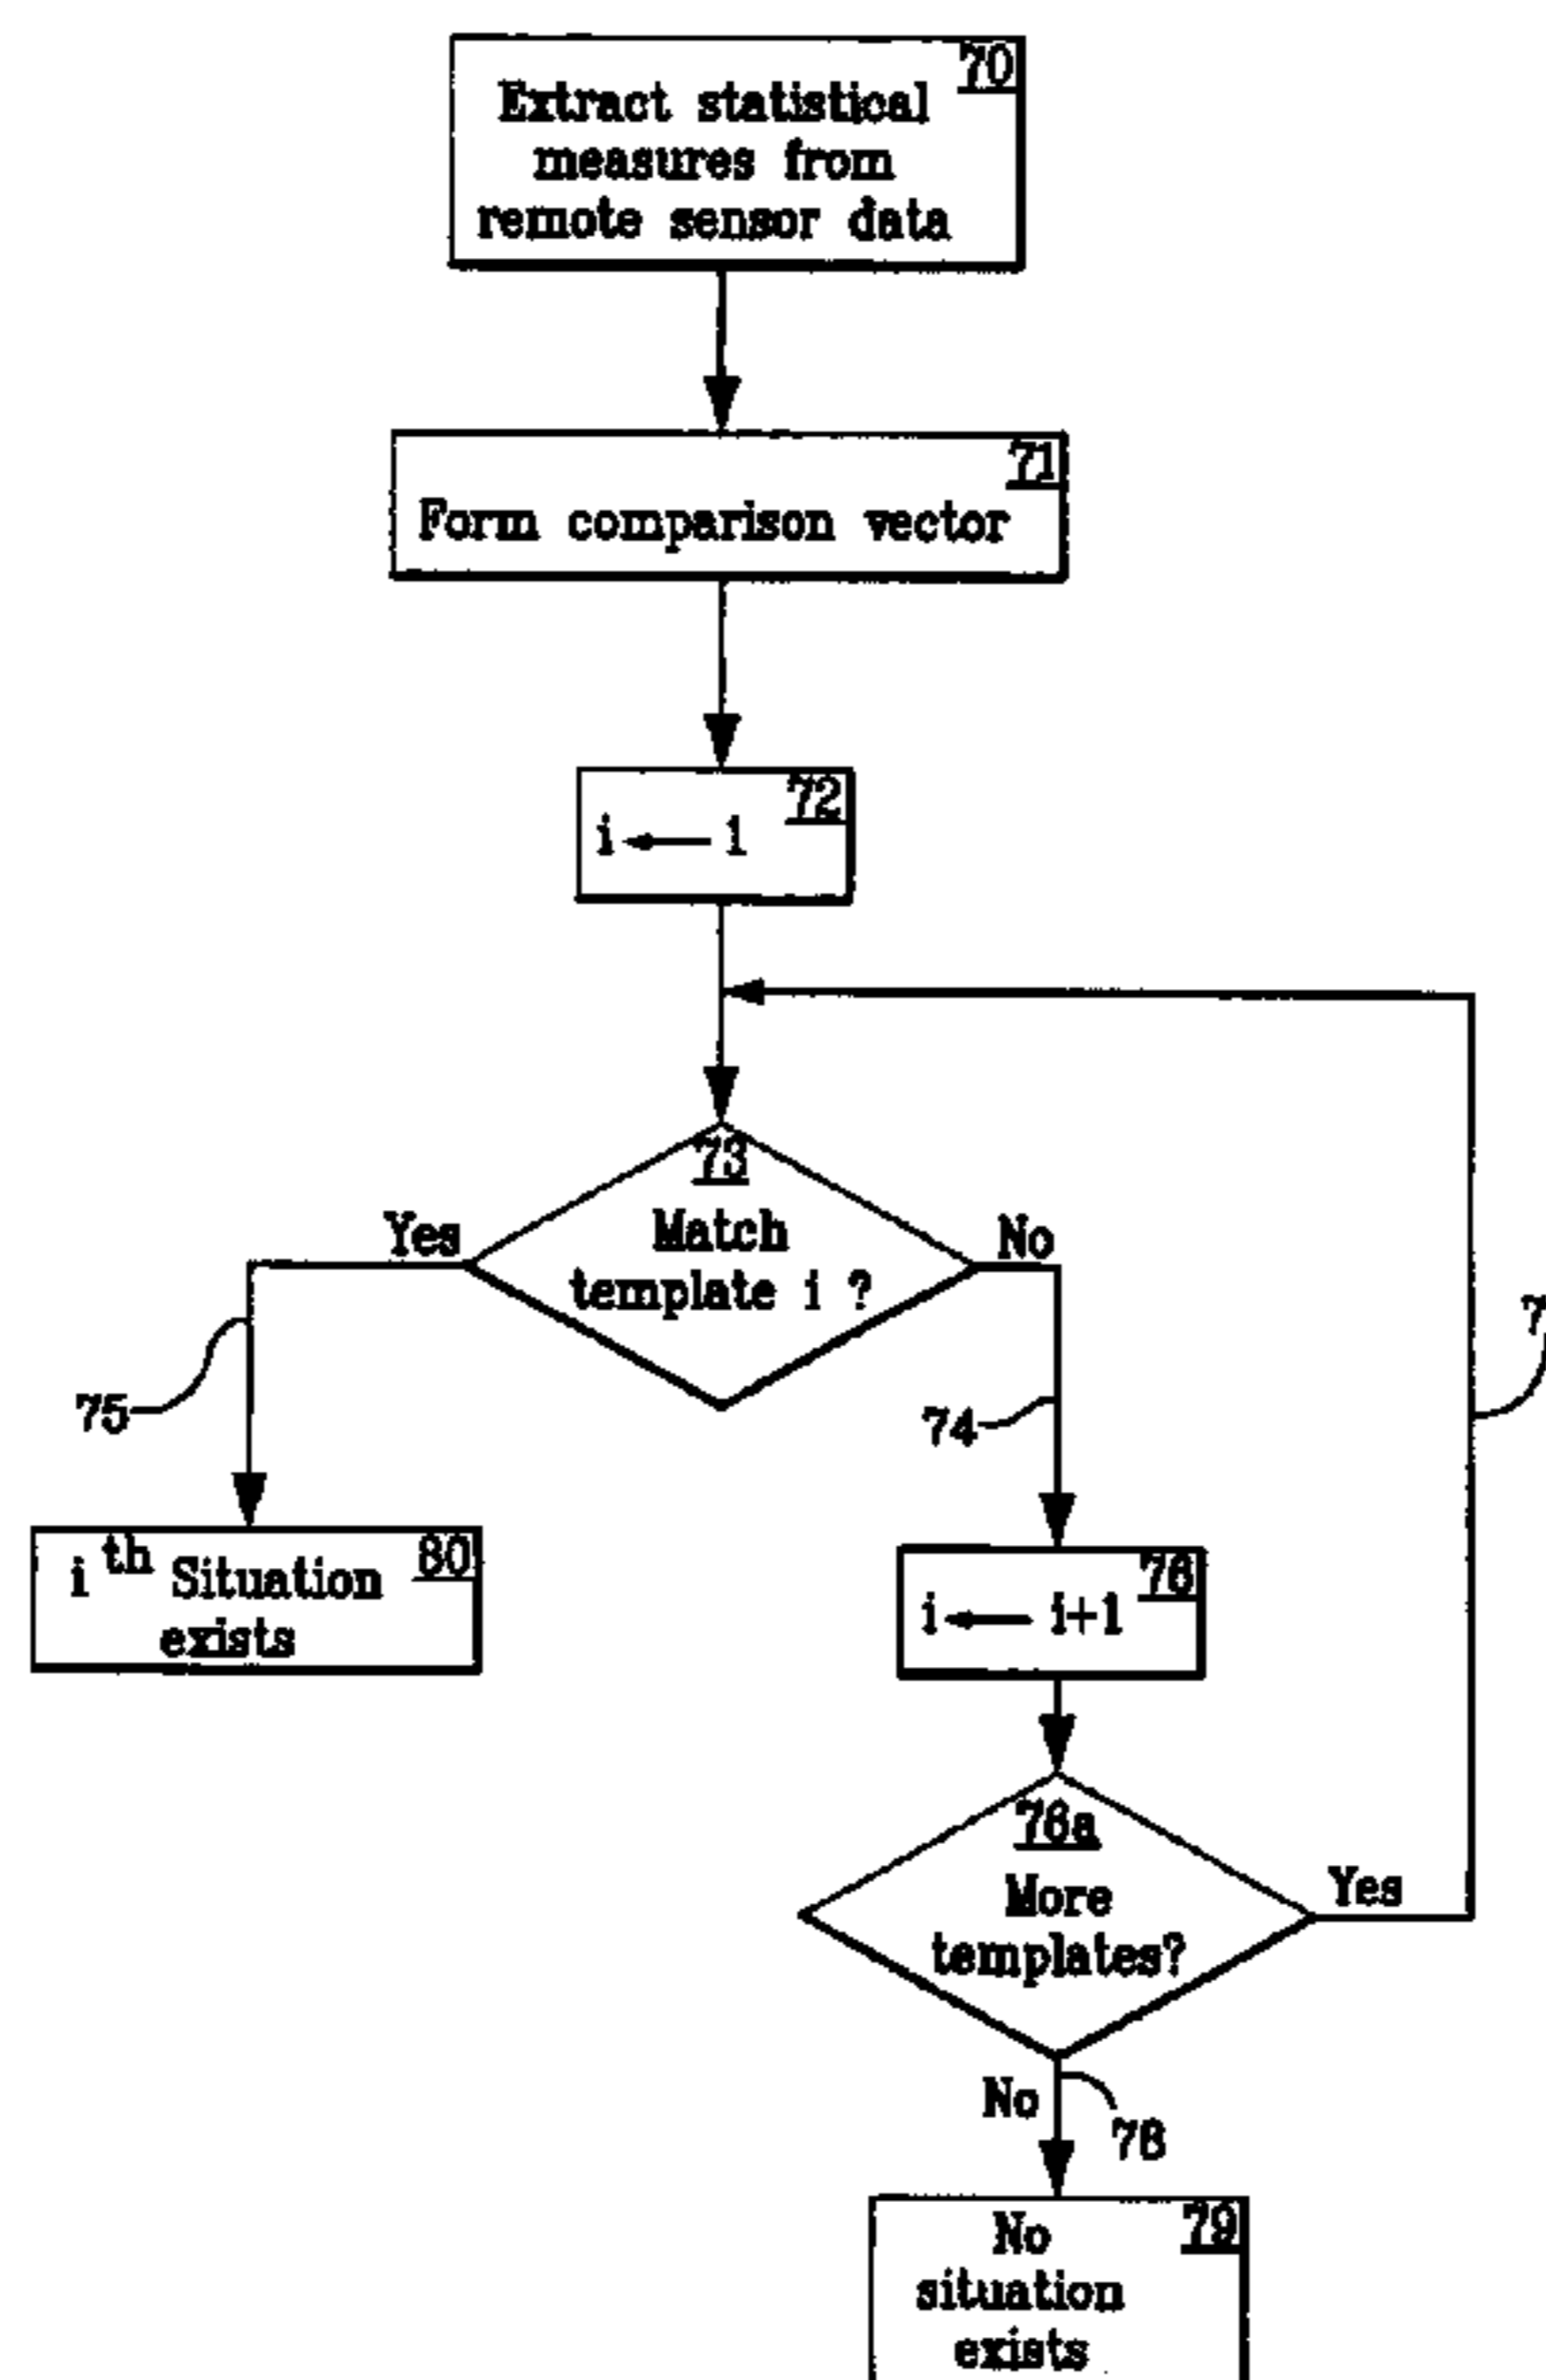 70
Extract statistical
measures from
remote sensor data
71
Form comparison vector
72
i ← 1
73
Match
template i ?
Yes
No
75
74
80
i th Situation
exists
76
i ← i+1
76a
More
templates?
Yes
No
78
79
No
situation
exists